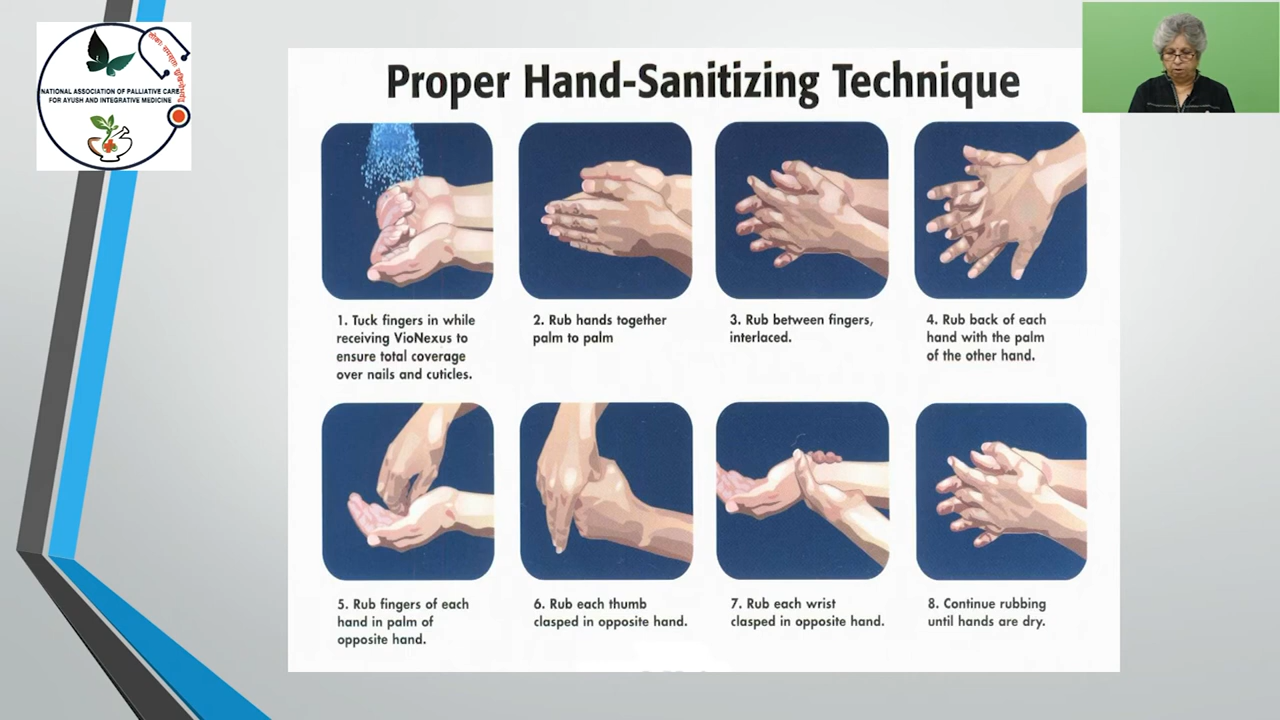 NATIONAL ASSOCIATION OF PALLIATIVE CARE
FOR AYUSH AND INTEGRATIVE MEDICINE
Proper Hand-Sanitizing Technique
1. Tuck fingers in while
receiving VioNexus to
ensure total coverage
over nails and cuticles.
2. Rub hands together
palm to palm
3. Rub between fingers,
interlaced.
4. Rub back of each
hand with the palm
of the other hand.
5. Rub fingers of each
hand in palm of
opposite hand.
6. Rub each thumb
clasped in opposite hand.
7. Rub each wrist
clasped in opposite hand.
8. Continue rubbing
until hands are dry.